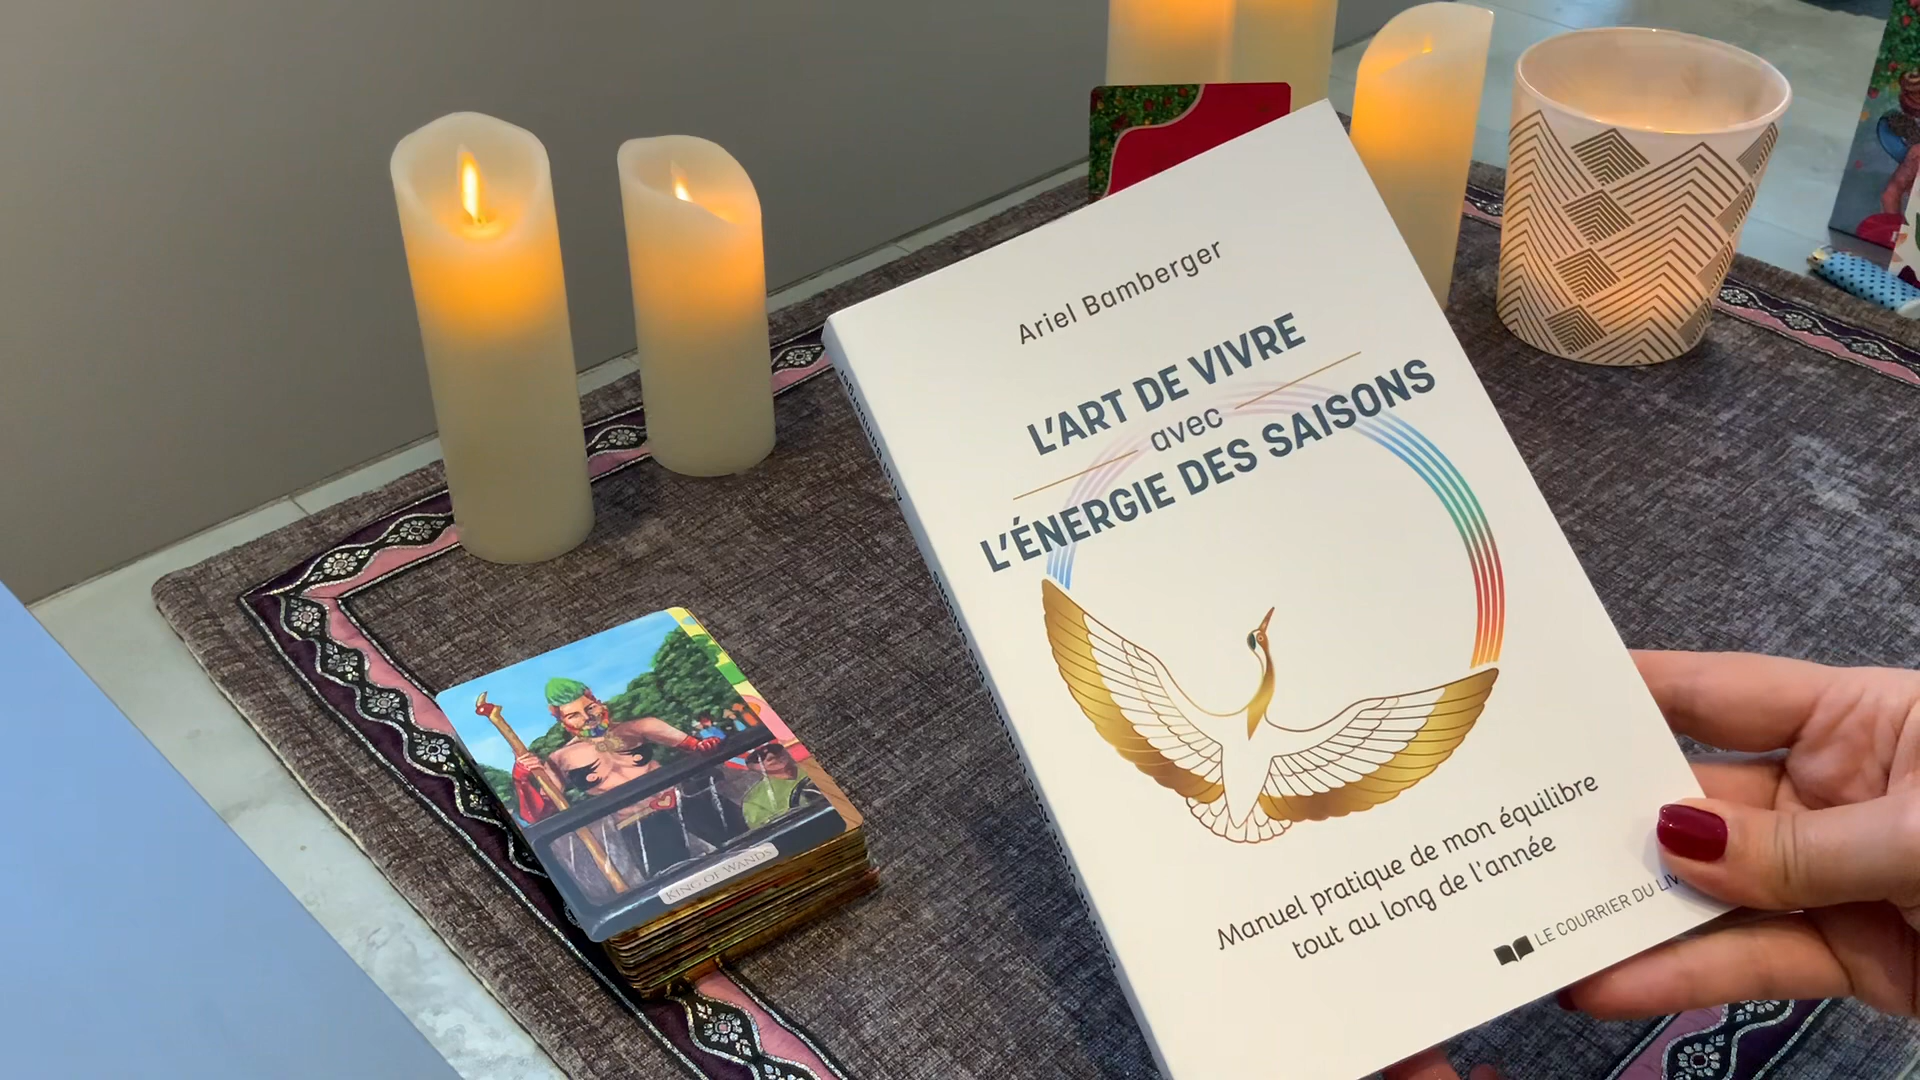 Ariel Bamberger
L'ART DE VIVRE
avec
L'ÉNERGIE DES SAISONS
Manuel pratique de mon équilibre
tout au long de l'année
LE COURRIER DU
KING OF WANDS